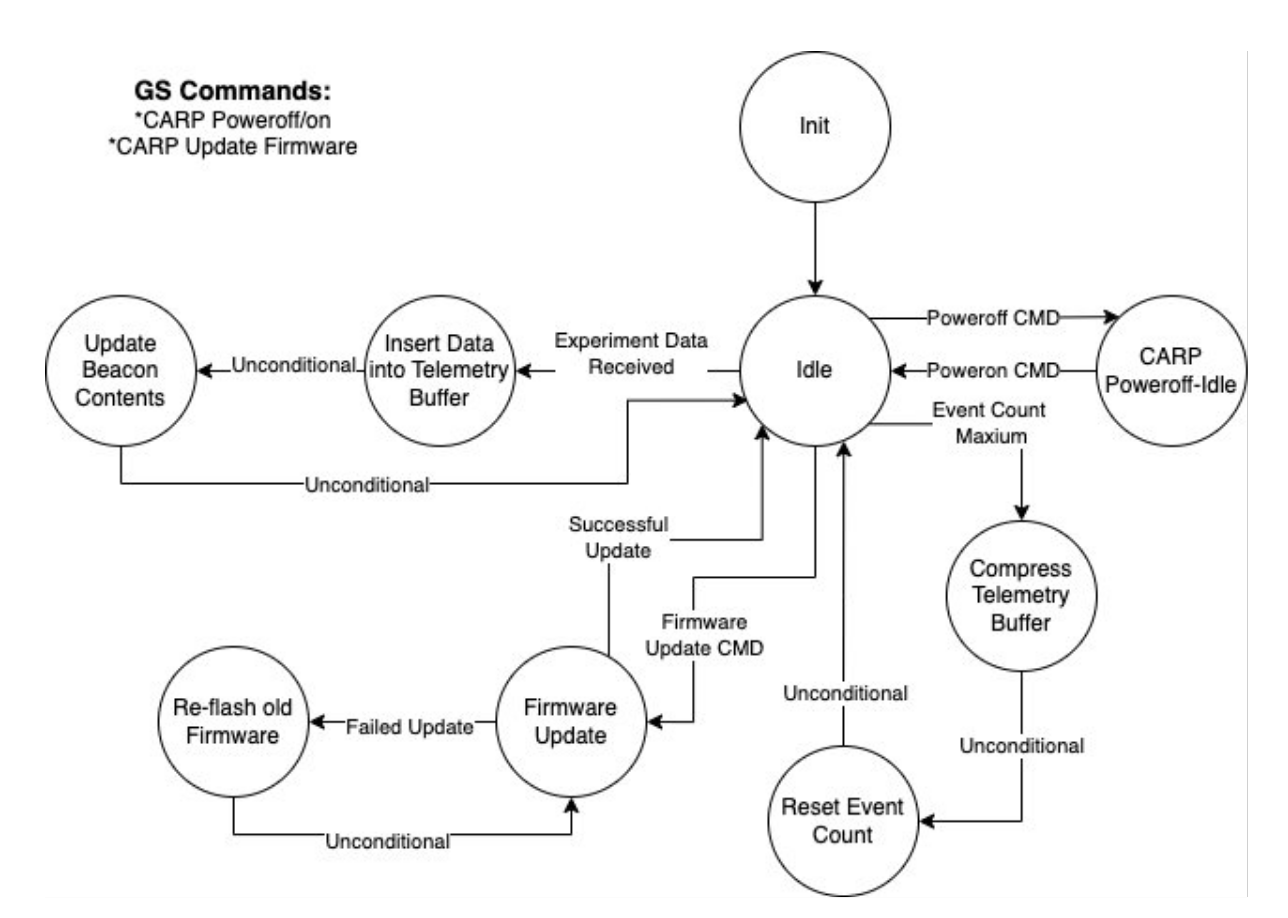 GS Commands:
*CARP Poweroff/on
*CARP Update Firmware
Init
Update
Beacon
Contents
Unconditional
Insert Data
into Telemetry
Buffer
Experiment Data
Received
Idle
Poweroff CMD
Poweron CMD
CARP
Poweroff-Idle
Event Count
Maxium
Unconditional
Successful
Update
Compress
Telemetry
Buffer
Firmware
Update CMD
Unconditional
Re-flash old
Firmware
Failed Update
Firmware
Update
Unconditional
Reset Event
Count
Unconditional